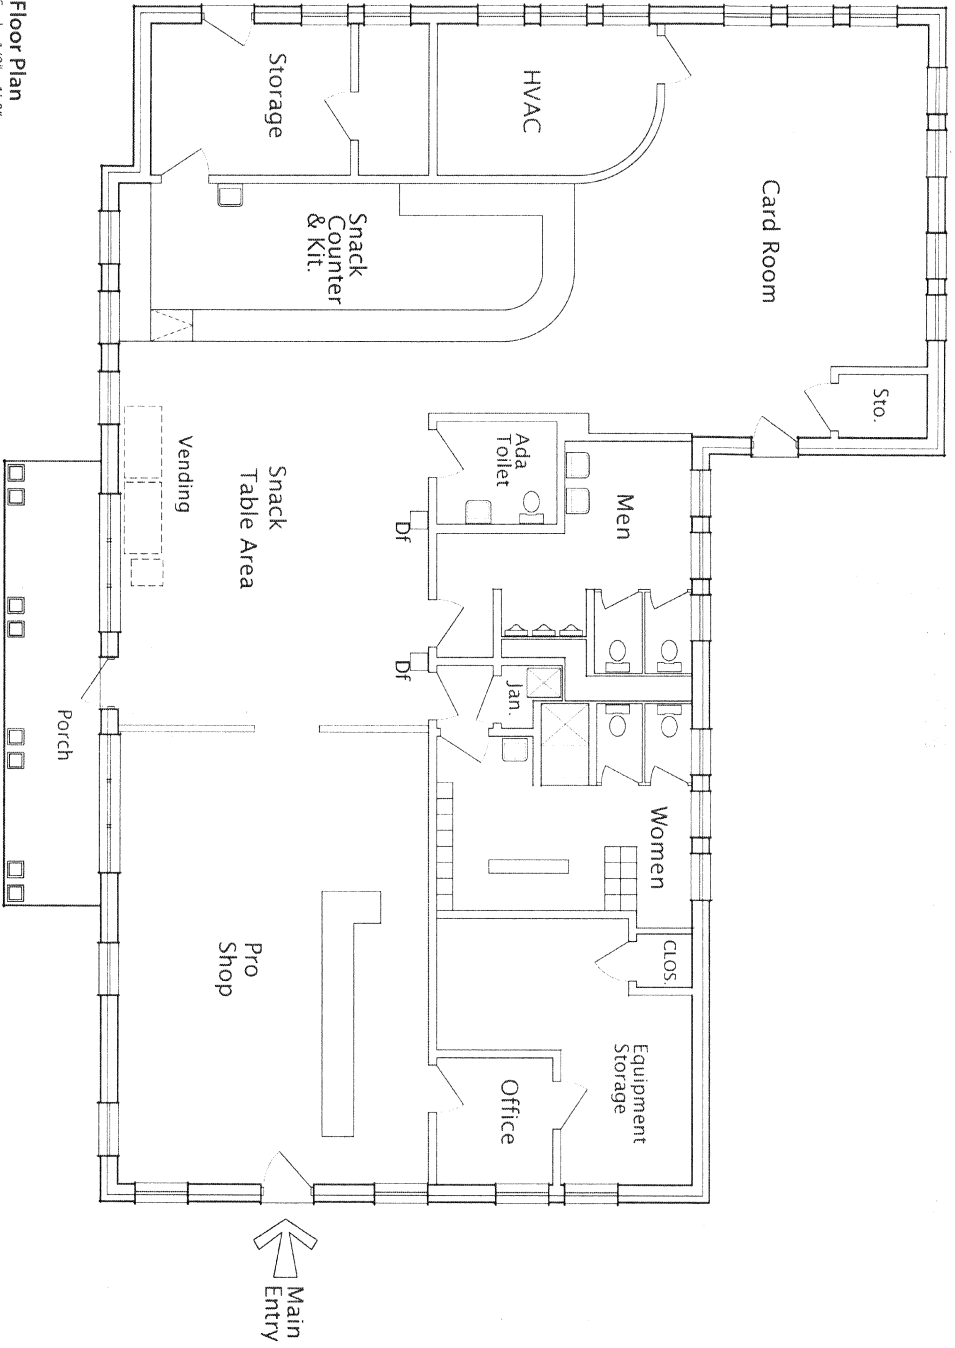 Sto.
Card Room
Men
Women
CLOS.
Equipment
Storage
HVAC
Ada
Toilet
Jan.
Office
Df
Df
Snack
Counter
& Kit.
Storage
Snack
Table Area
Pro
Shop
Main
Entry
Vending
Porch
Floor Plan